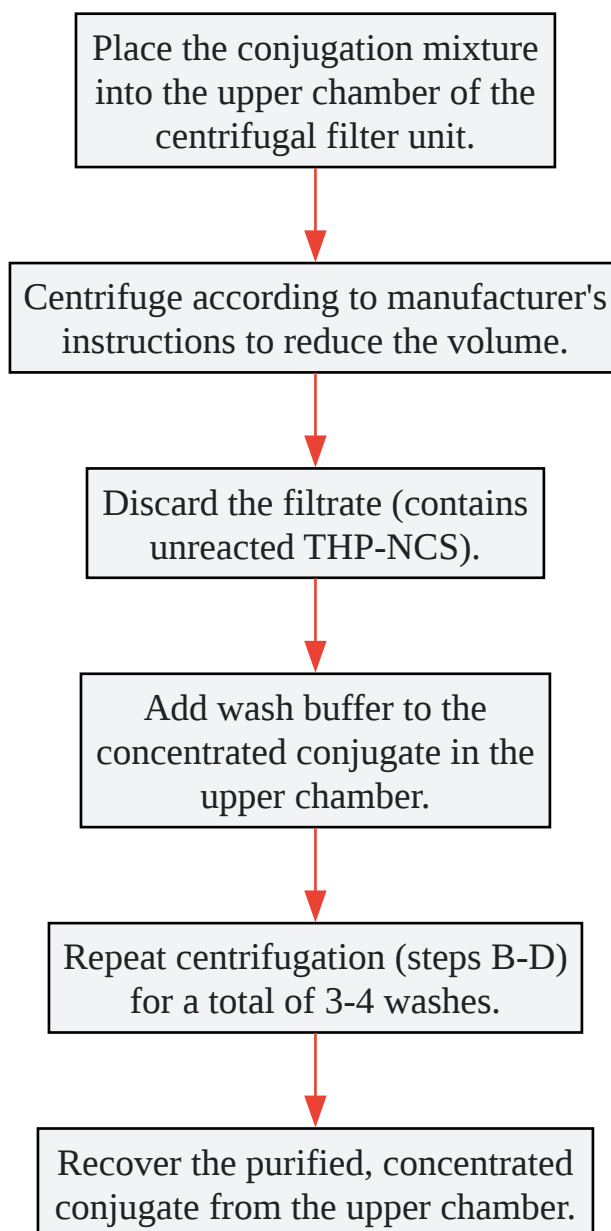 Place the conjugation mixture
into the upper chamber of the
centrifugal filter unit.
Centrifuge according to manufacturer's
instructions to reduce the volume.
Discard the filtrate (contains
unreacted THP-NCS).
Add wash buffer to the
concentrated conjugate in the
upper chamber.
Repeat centrifugation (steps B-D)
for a total of 3-4 washes.
Recover the purified, concentrated
conjugate from the upper chamber.